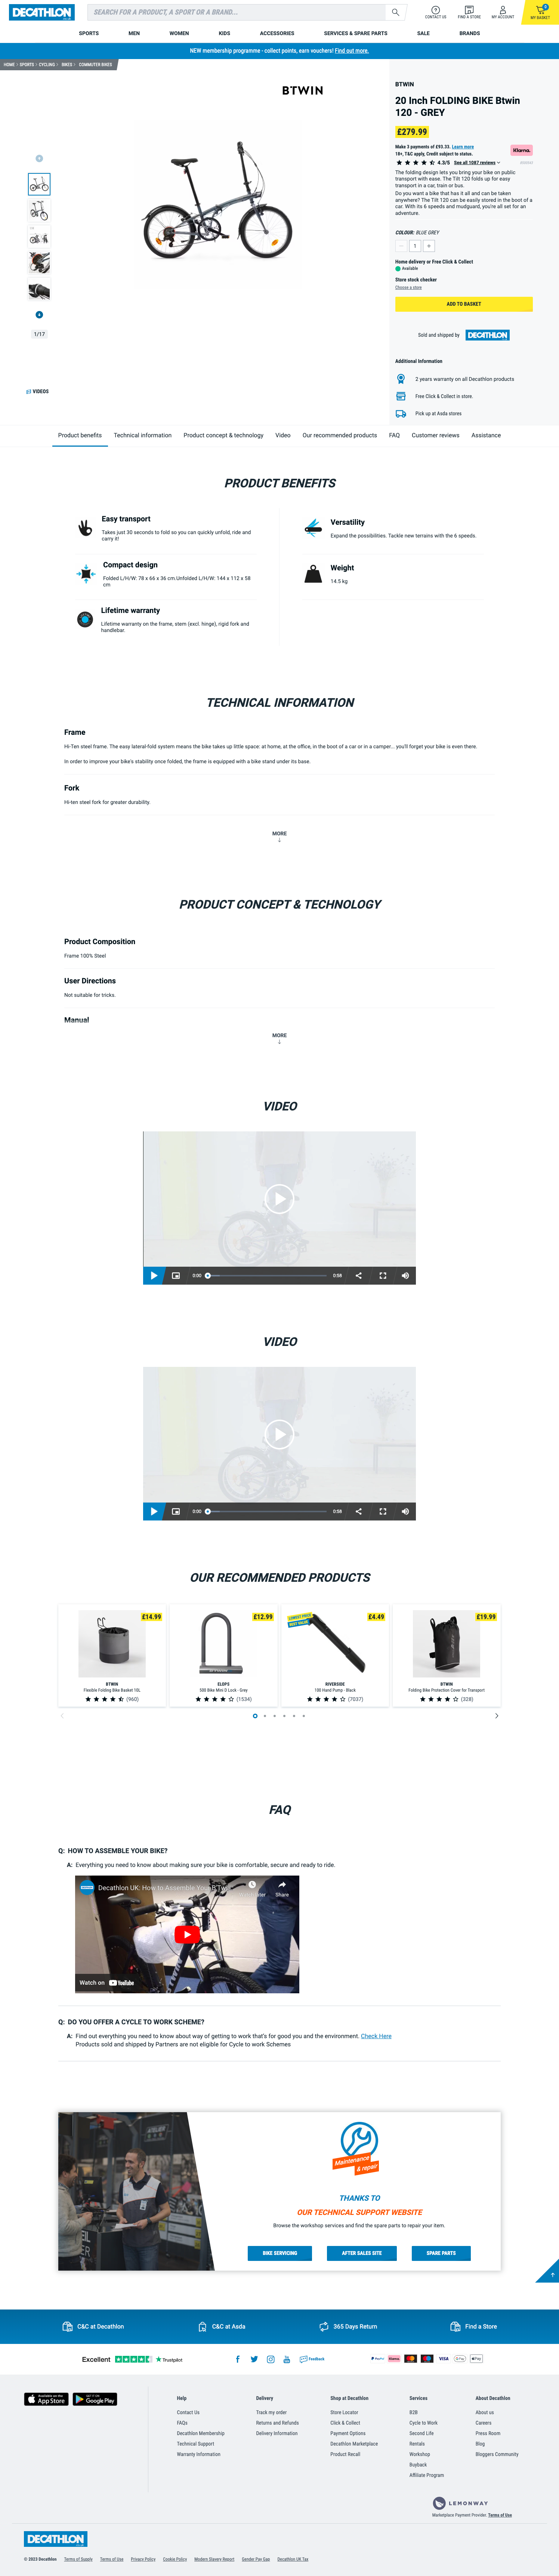 DECATHLON
SEARCH FOR A PRODUCT, A SPORT OR A BRAND...
CONTACT US
FIND A STORE
MY ACCOUNT
MY BASKET
SPORTS
MEN
WOMEN
KIDS
ACCESSORIES
SERVICES & SPARE PARTS
SALE
BRANDS
NEW membership programme - collect points, earn vouchers! Find out more.
HOME
SPORTS
CYCLING
BIKES
COMMUTER BIKES
BTWIN
1/17
VIDEOS
BTWIN
20 Inch FOLDING BIKE Btwin
120 - GREY
£279.99
Make 3 payments of £93.33. Learn more
18+, T&C apply, Credit subject to status.
Klarna.
4.3/5 See all 1087 reviews
The folding design lets you bring your bike on public
transport with ease. The Tilt 120 folds up for easy
transport in a car, train or bus.
Do you want a bike that has it all and can be taken
anywhere? The Tilt 120 can be easily stored in the boot of a
car. With its 6 speeds and mudguard, you're all set for an
adventure.
COLOUR: BLUE GREY
− 1 +
Home delivery or Free Click & Collect
Available
Store stock checker
Choose a store
ADD TO BASKET
Sold and shipped by DECATHLON
Additional Information
2 years warranty on all Decathlon products
Free Click & Collect in store.
Pick up at Asda stores
Product benefits
Technical information
Product concept & technology
Video
Our recommended products
FAQ
Customer reviews
Assistance
PRODUCT BENEFITS
Easy transport
Takes just 30 seconds to fold so you can quickly unfold, ride and
carry it!
Compact design
Folded L/H/W: 78 x 66 x 36 cm.Unfolded L/H/W: 144 x 112 x 58
cm
Lifetime warranty
Lifetime warranty on the frame, stem (excl. hinge), rigid fork and
handlebar.
Versatility
Expand the possibilities. Tackle new terrains with the 6 speeds.
Weight
14.5 kg
TECHNICAL INFORMATION
Frame
Hi-Ten steel frame. The easy lateral-fold system means the bike takes up little space: at home, at the office, in the boot of a car or in a camper... you'll forget your bike is even there.
In order to improve your bike's stability once folded, the frame is equipped with a bike stand under its base.
Fork
Hi-ten steel fork for greater durability.
MORE
PRODUCT CONCEPT & TECHNOLOGY
Product Composition
Frame 100% Steel
User Directions
Not suitable for tricks.
Manual
MORE
VIDEO
0:00
0:58
VIDEO
0:00
0:58
OUR RECOMMENDED PRODUCTS
£14.99
BTWIN
Flexible Folding Bike Basket 10L
(960)
£12.99
ELOPS
500 Bike Mini D Lock - Grey
(1534)
£4.49
RIVERSIDE
100 Hand Pump - Black
(7037)
£19.99
BTWIN
Folding Bike Protection Cover for Transport
(328)
FAQ
Q: HOW TO ASSEMBLE YOUR BIKE?
A: Everything you need to know about making sure your bike is comfortable, secure and ready to ride.
Decathlon UK: How to Assemble Your BTW
Share
Watch on YouTube
Q: DO YOU OFFER A CYCLE TO WORK SCHEME?
A: Find out everything you need to know about way of getting to work that's for good you and the environment. Check Here
Products sold and shipped by Partners are not eligible for Cycle to work Schemes
Maintenance
& repair
THANKS TO
OUR TECHNICAL SUPPORT WEBSITE
Browse the workshop services and find the spare parts to repair your item.
BIKE SERVICING
AFTER SALES SITE
SPARE PARTS
C&C at Decathlon
C&C at Asda
365 Days Return
Find a Store
Excellent
Trustpilot
Feedback
PayPal
Klarna
VISA
G Pay
Pay
Available on the
App Store
GET IT ON
Google Play
Help
Contact Us
FAQs
Decathlon Membership
Technical Support
Warranty Information
Delivery
Track my order
Returns and Refunds
Delivery Information
Shop at Decathlon
Store Locator
Click & Collect
Payment Options
Decathlon Marketplace
Product Recall
Services
B2B
Cycle to Work
Second Life
Rentals
Workshop
Buyback
Affiliate Program
About Decathlon
About us
Careers
Press Room
Blog
Bloggers Community
LEMONWAY
Marketplace Payment Provider. Terms of Use
DECATHLON
© 2023 Decathlon
Terms of Supply
Terms of Use
Privacy Policy
Cookie Policy
Modern Slavery Report
Gender Pay Gap
Decathlon UK Tax